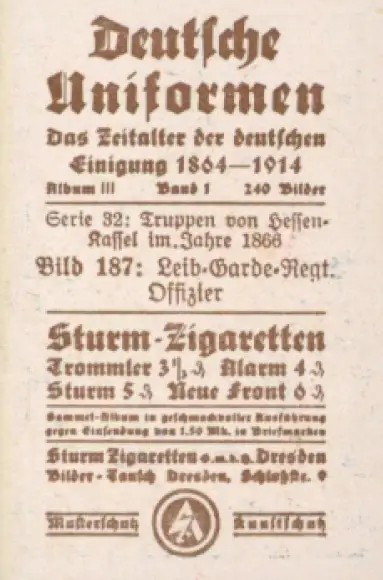 Deutsche
Uniformen
Das Zeitalter der deutschen
Einigung 1864—1914
Album III Band 1 240 Bilder
Serie 32: Truppen von Hessen-
Kassel im Jahre 1866
Bild 187: Leib-Garde-Regt.
Offizier
Sturm-Zigaretten
Trommler 3⅓ ₰ Alarm 4 ₰
Sturm 5 ₰ Neue Front 6 ₰
Sammel-Album in geschmackvoller Ausführung
gegen Einsendung von 1.50 Mk. in Briefmarken
Sturm Zigaretten G.m.b.H. Dresden
Bilder-Tausch Dresden, Schloßstr.
Musterschutz Kunstschutz